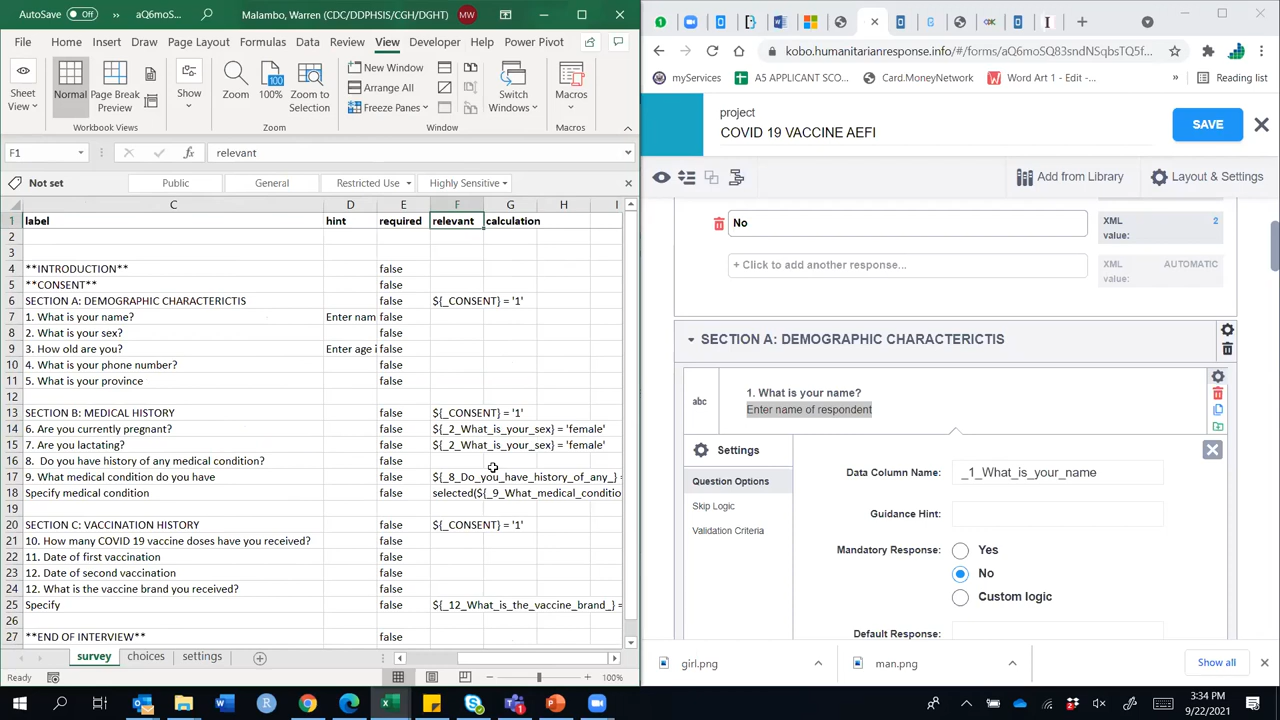 AutoSave Off aQ6moS... Malambo, Warren (CDC/DDPHSIS/CGH/DGHT) MW
File Home Insert Draw Page Layout Formulas Data Review View Developer Help Power Pivot
Sheet View Normal Page Break Preview Show Zoom 100% Zoom to Selection New Window Arrange All Freeze Panes Switch Windows Macros
Workbook Views Zoom Window Macros
F1 fx relevant
Not set Public General Restricted Use Highly Sensitive
C D E F G H I
1 label hint required relevant calculation
2
3
4 **INTRODUCTION** false
5 **CONSENT** false
6 SECTION A: DEMOGRAPHIC CHARACTERICTIS false ${_CONSENT} = '1'
7 1. What is your name? Enter nam false
8 2. What is your sex? false
9 3. How old are you? Enter age i false
10 4. What is your phone number? false
11 5. What is your province false
12
13 SECTION B: MEDICAL HISTORY false ${_CONSENT} = '1'
14 6. Are you currently pregnant? false ${_2_What_is_your_sex} = 'female'
15 7. Are you lactating? false ${_2_What_is_your_sex} = 'female'
16 8. Do you have history of any medical condition? false
17 9. What medical condition do you have false ${_8_Do_you_have_history_of_any_} =
18 Specify medical condition false selected(${_9_What_medical_conditio
19
20 SECTION C: VACCINATION HISTORY false ${_CONSENT} = '1'
21 10. How many COVID 19 vaccine doses have you received? false
22 11. Date of first vaccination false
23 12. Date of second vaccination false
24 12. What is the vaccine brand you received? false
25 Specify false ${_12_What_is_the_vaccine_brand_} =
26
27 **END OF INTERVIEW** false
survey choices settings
Ready 100%
kobo.humanitarianresponse.info/#/forms/aQ6moSQ83sndNSqbsTQ5f...
myServices A5 APPLICANT SCO... Card.MoneyNetwork Word Art 1 - Edit -... » Reading list
project
COVID 19 VACCINE AEFI
SAVE
Add from Library Layout & Settings
No XML value: 2
+ Click to add another response... XML value: AUTOMATIC
SECTION A: DEMOGRAPHIC CHARACTERICTIS
abc 1. What is your name?
Enter name of respondent
Settings
Question Options
Skip Logic
Validation Criteria
Data Column Name: _1_What_is_your_name
Guidance Hint:
Mandatory Response: Yes
No
Custom logic
Default Response:
girl.png man.png Show all
3:34 PM
9/22/2021